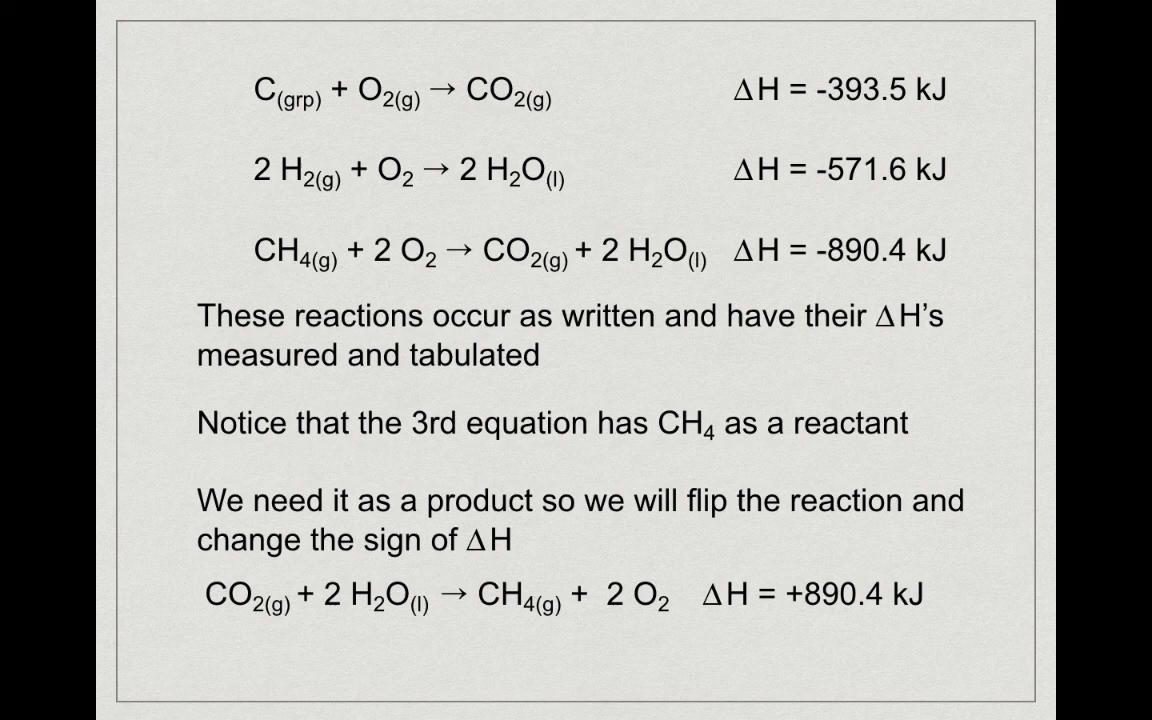 C(grp) + O2(g) → CO2(g) ΔH = -393.5 kJ
2 H2(g) + O2 → 2 H2O(l) ΔH = -571.6 kJ
CH4(g) + 2 O2 → CO2(g) + 2 H2O(l) ΔH = -890.4 kJ
These reactions occur as written and have their ΔH’s
measured and tabulated
Notice that the 3rd equation has CH4 as a reactant
We need it as a product so we will flip the reaction and
change the sign of ΔH
CO2(g) + 2 H2O(l) → CH4(g) + 2 O2 ΔH = +890.4 kJ